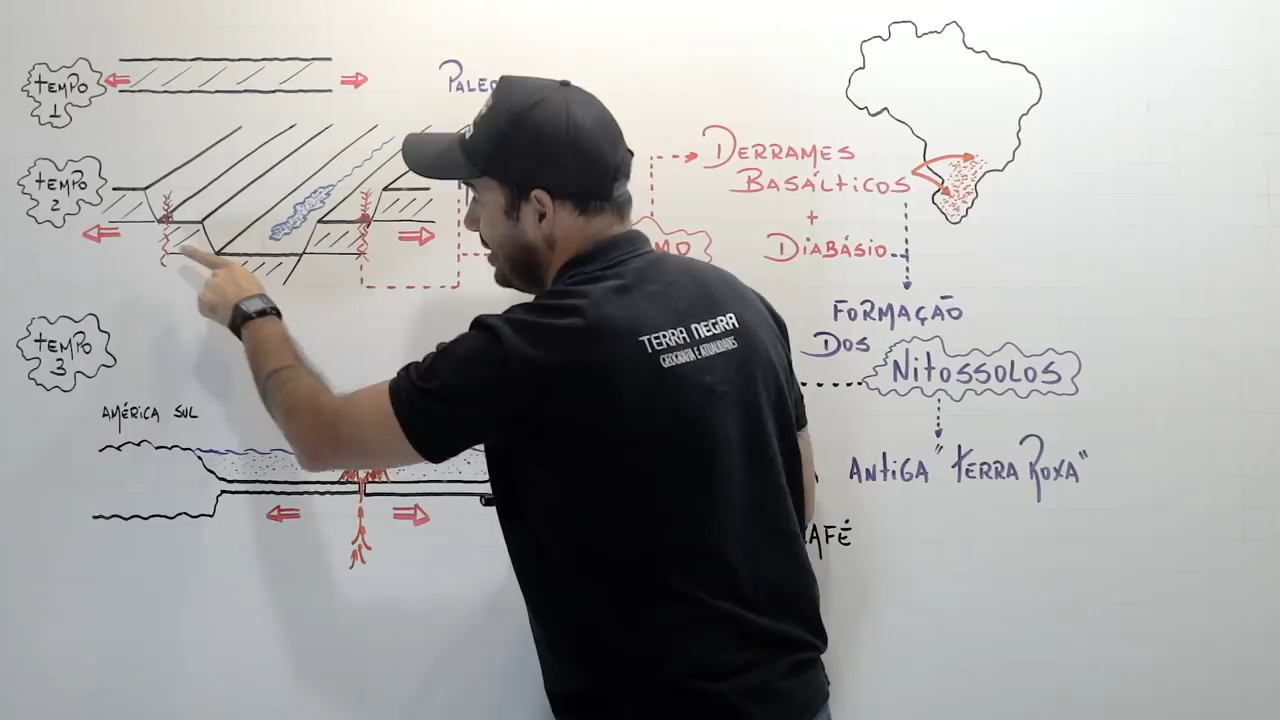 TEMPO
1
TEMPO
2
TEMPO
3
AMÉRICA SUL
DERRAMES
BASÁLTICOS
+
DIABÁSIO
FORMAÇÃO
DOS
NITOSSOLOS
ANTIGA "TERRA ROXA"
TERRA NEGRA
GEOGRAFIA E ATUALIDADES